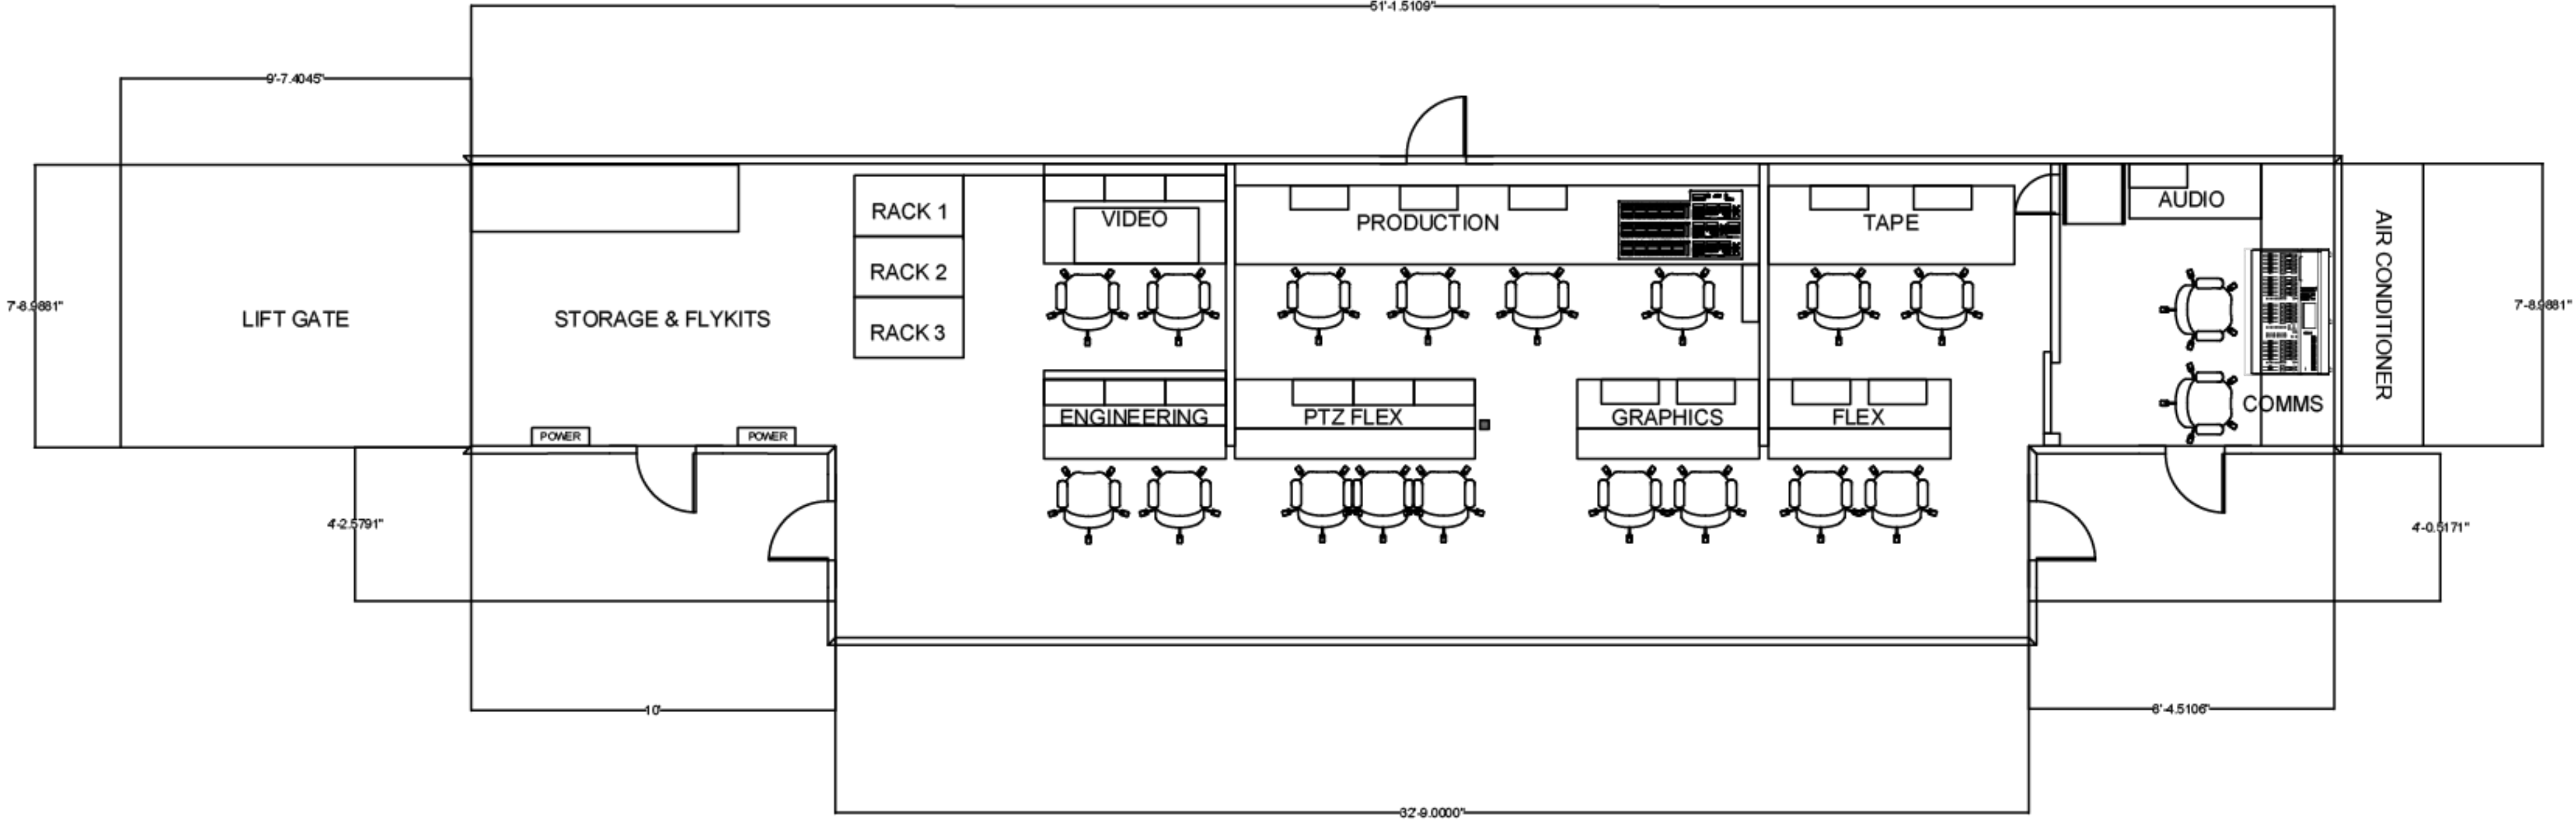 51'-1.5109"
9'-7.4045"
7'-8.9881"
LIFT GATE
STORAGE & FLYKITS
RACK 1
RACK 2
RACK 3
VIDEO
PRODUCTION
TAPE
AUDIO
AIR CONDITIONER
7'-8.9881"
POWER
POWER
ENGINEERING
PTZ FLEX
GRAPHICS
FLEX
COMMS
4'-2.5791"
4'-0.5171"
10'
8'-4.5106"
32'-9.0000"